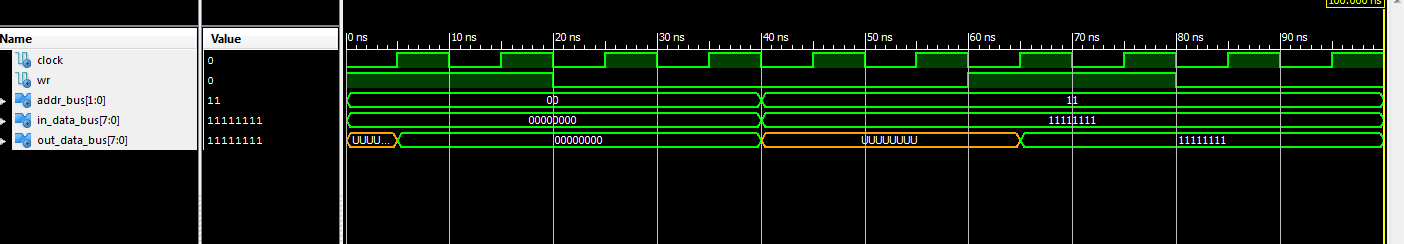 100.000 ns
Name Value 0 ns 10 ns 20 ns 30 ns 40 ns 50 ns 60 ns 70 ns 80 ns 90 ns
clock 0
wr 0
addr_bus[1:0] 11 00 11
in_data_bus[7:0] 11111111 00000000 11111111
out_data_bus[7:0] 11111111 UUUU... 00000000 UUUUUUUU 11111111